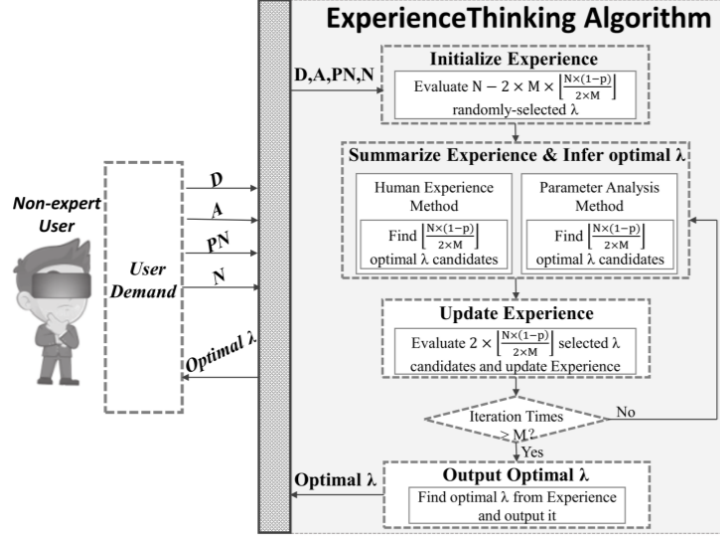 ExperienceThinking Algorithm
D,A,PN,N
Initialize Experience
Evaluate N − 2 × M × ⌊N×(1−p)/2×M⌋
randomly-selected λ
Summarize Experience & Infer optimal λ
Human Experience
Method
Find ⌊N×(1−p)/2×M⌋
optimal λ candidates
Parameter Analysis
Method
Find ⌊N×(1−p)/2×M⌋
optimal λ candidates
Update Experience
Evaluate 2 × ⌊N×(1−p)/2×M⌋ selected λ
candidates and update Experience
Iteration Times
> M?
No
Yes
Output Optimal λ
Find optimal λ from Experience
and output it
Optimal λ
Non-expert
User
User
Demand
D
A
PN
N
Optimal λ